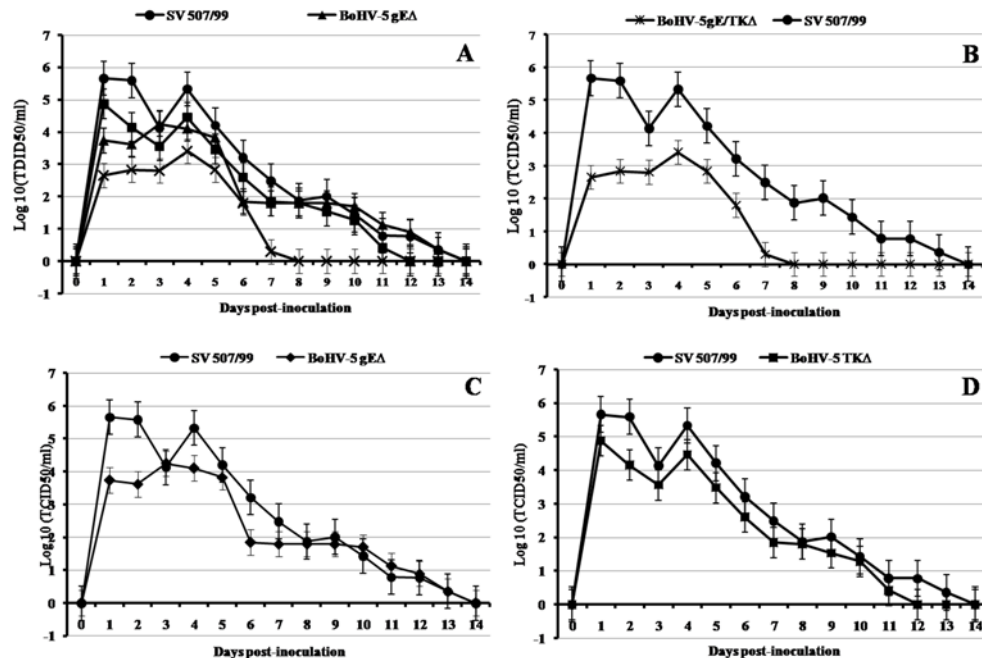 SV 507/99 BoHV-5 gEΔ
A
Log 10(TDID50/ml)
7
6
5
4
3
2
1
0
-1
0 1 2 3 4 5 6 7 8 9 10 11 12 13 14
Days post-inoculation
BoHV-5gE/TKΔ SV 507/99
B
Log 10 (TCID50/ml)
7
6
5
4
3
2
1
0
-1
0 1 2 3 4 5 6 7 8 9 10 11 12 13 14
Days post-inoculation
SV 507/99 BoHV-5 gEΔ
C
Log 10 (TCID50/ml)
7
6
5
4
3
2
1
0
-1
0 1 2 3 4 5 6 7 8 9 10 11 12 13 14
Days post-inoculation
SV 507/99 BoHV-5 TKΔ
D
Log 10 (TCID50/ml)
7
6
5
4
3
2
1
0
-1
0 1 2 3 4 5 6 7 8 9 10 11 12 13 14
Days post-inoculation